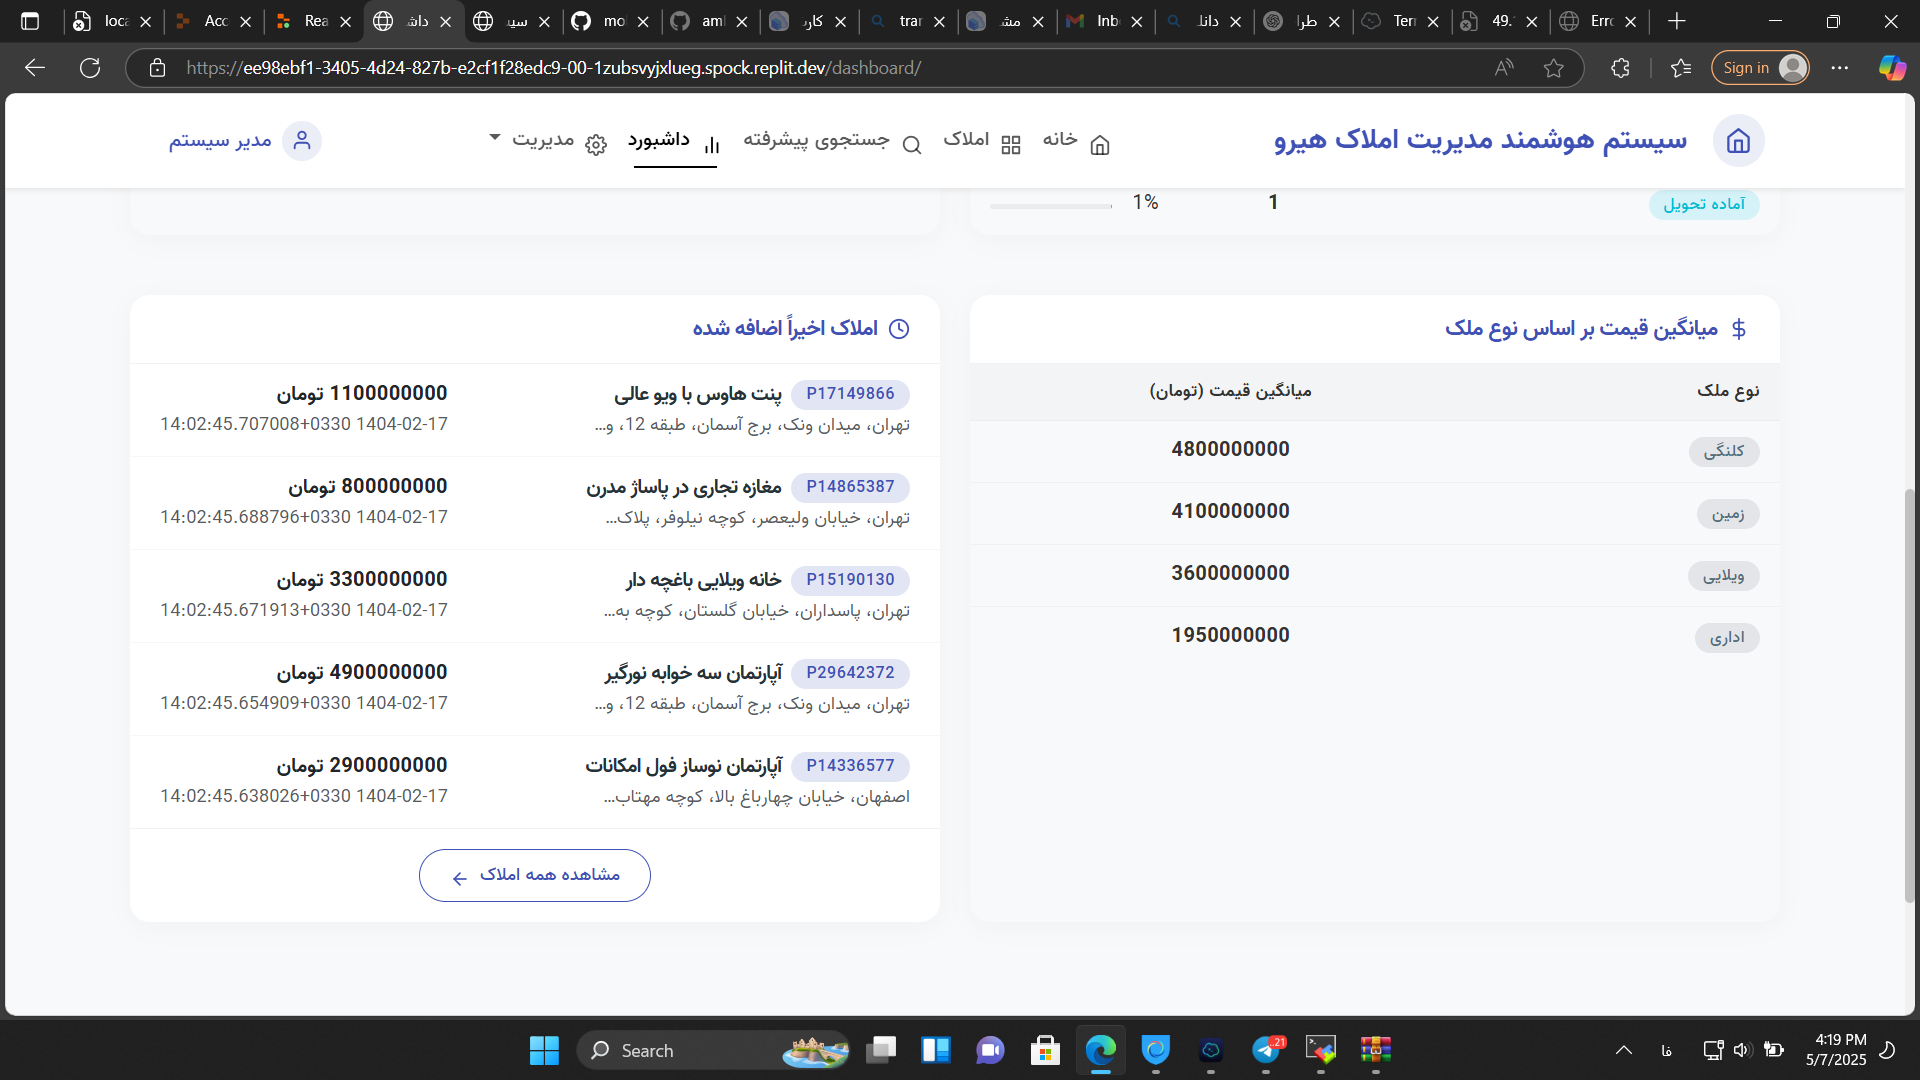 loca
Acc
Rea
داش
سیـ
mo
aml
کارب
trar
مشـ
Inb
دانلـ
طرا
Terr
49.
Erro
https://ee98ebf1-3405-4d24-827b-e2cf1f28edc9-00-1zubsvyjxlueg.spock.replit.dev/dashboard/
Sign in
سیستم هوشمند مدیریت املاک هیرو
خانه
املاک
جستجوی پیشرفته
داشبورد
مدیریت
مدیر سیستم
آماده تحویل 1 1%
میانگین قیمت بر اساس نوع ملک
نوع ملک میانگین قیمت (تومان)
کلنگی 4800000000
زمین 4100000000
ویلایی 3600000000
اداری 1950000000
املاک اخیراً اضافه شده
P17149866 پنت هاوس با ویو عالی 1100000000 تومان
تهران، میدان ونک، برج آسمان، طبقه 12، و... 14:02:45.707008+0330 1404-02-17
P14865387 مغازه تجاری در پاساژ مدرن 800000000 تومان
تهران، خیابان ولیعصر، کوچه نیلوفر، پلاک... 14:02:45.688796+0330 1404-02-17
P15190130 خانه ویلایی باغچه دار 3300000000 تومان
تهران، پاسداران، خیابان گلستان، کوچه به... 14:02:45.671913+0330 1404-02-17
P29642372 آپارتمان سه خوابه نورگیر 4900000000 تومان
تهران، میدان ونک، برج آسمان، طبقه 12، و... 14:02:45.654909+0330 1404-02-17
P14336577 آپارتمان نوساز فول امکانات 2900000000 تومان
اصفهان، خیابان چهارباغ بالا، کوچه مهتاب... 14:02:45.638026+0330 1404-02-17
مشاهده همه املاک
Search
21
فا
4:19 PM
5/7/2025